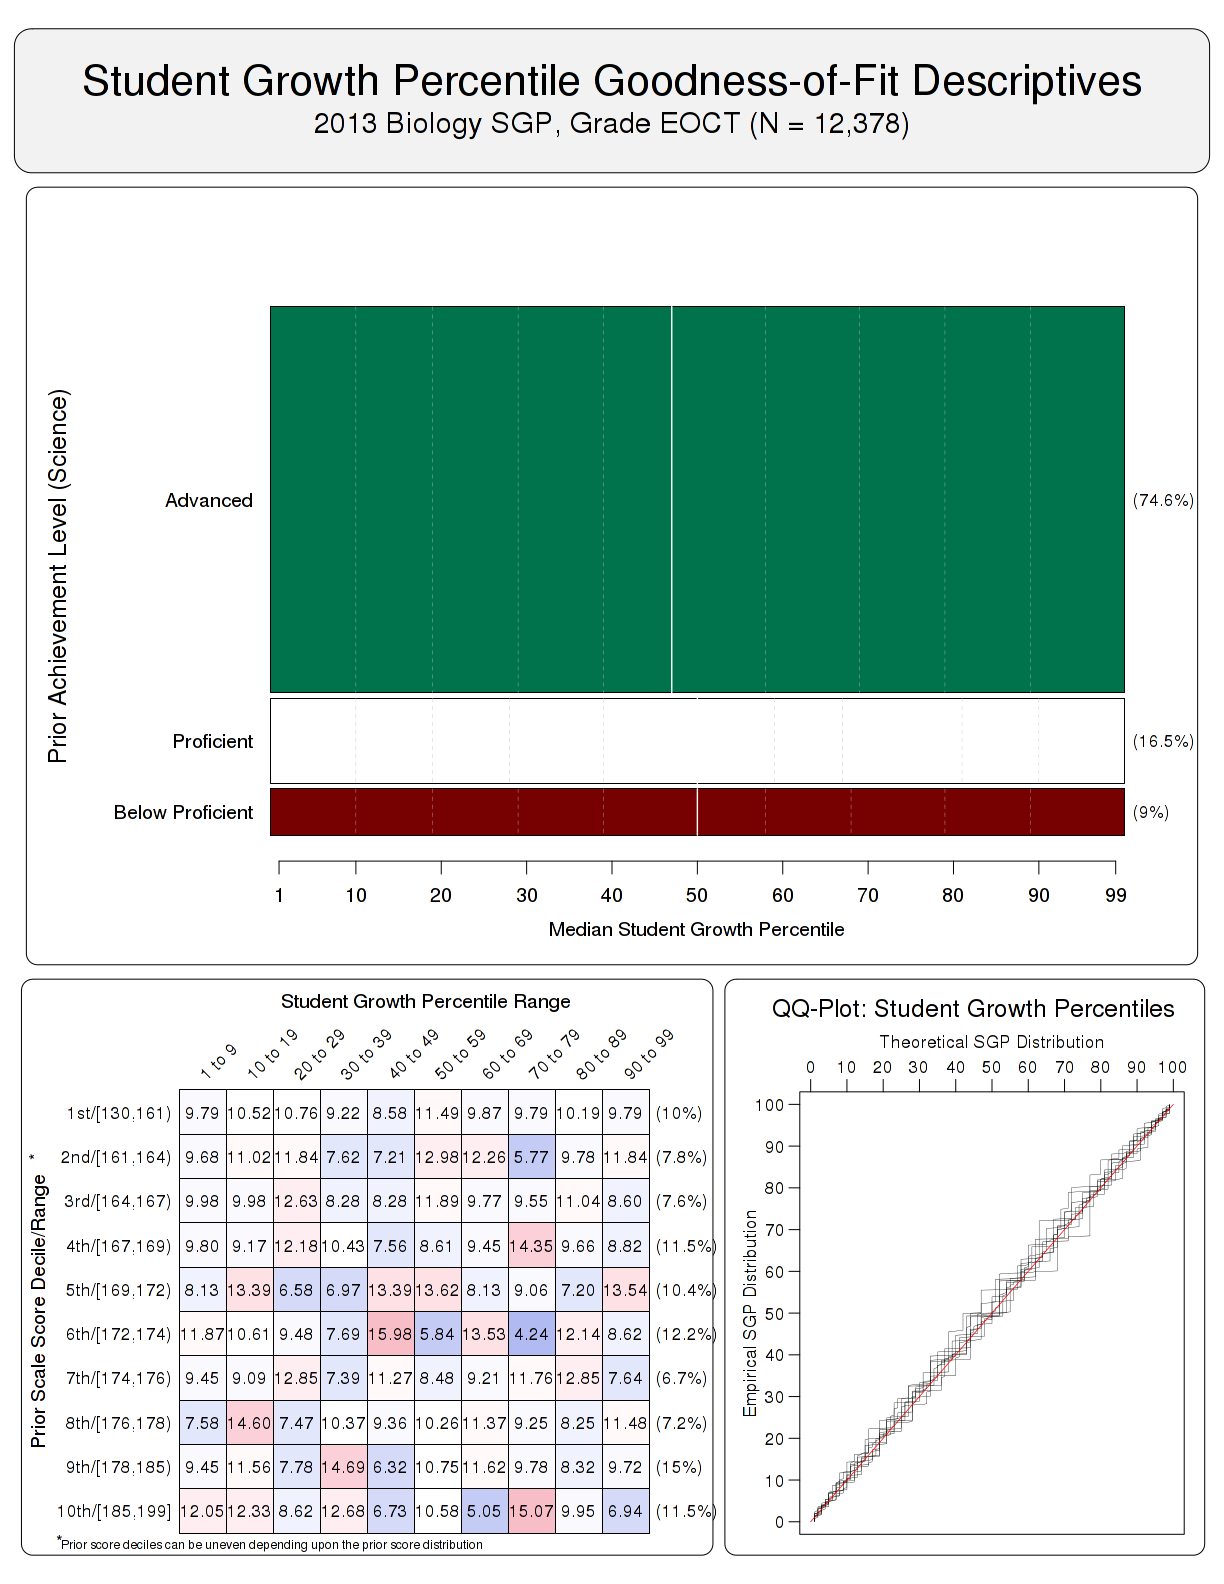 Student Growth Percentile Goodness-of-Fit Descriptives
2013 Biology SGP, Grade EOCT (N = 12,378)
Prior Achievement Level (Science)
Advanced
(74.6%)
Proficient
(16.5%)
Below Proficient
(9%)
1 10 20 30 40 50 60 70 80 90 99
Median Student Growth Percentile
Student Growth Percentile Range
1 to 9 10 to 19 20 to 29 30 to 39 40 to 49 50 to 59 60 to 69 70 to 79 80 to 89 90 to 99
Prior Scale Score Decile/Range *
1st/[130,161) 9.79 10.52 10.76 9.22 8.58 11.49 9.87 9.79 10.19 9.79 (10%)
2nd/[161,164) 9.68 11.02 11.84 7.62 7.21 12.98 12.26 5.77 9.78 11.84 (7.8%)
3rd/[164,167) 9.98 9.98 12.63 8.28 8.28 11.89 9.77 9.55 11.04 8.60 (7.6%)
4th/[167,169) 9.80 9.17 12.18 10.43 7.56 8.61 9.45 14.35 9.66 8.82 (11.5%)
5th/[169,172) 8.13 13.39 6.58 6.97 13.39 13.62 8.13 9.06 7.20 13.54 (10.4%)
6th/[172,174) 11.87 10.61 9.48 7.69 15.98 5.84 13.53 4.24 12.14 8.62 (12.2%)
7th/[174,176) 9.45 9.09 12.85 7.39 11.27 8.48 9.21 11.76 12.85 7.64 (6.7%)
8th/[176,178) 7.58 14.60 7.47 10.37 9.36 10.26 11.37 9.25 8.25 11.48 (7.2%)
9th/[178,185) 9.45 11.56 7.78 14.69 6.32 10.75 11.62 9.78 8.32 9.72 (15%)
10th/[185,199] 12.05 12.33 8.62 12.68 6.73 10.58 5.05 15.07 9.95 6.94 (11.5%)
*Prior score deciles can be uneven depending upon the prior score distribution
QQ-Plot: Student Growth Percentiles
Theoretical SGP Distribution
0 10 20 30 40 50 60 70 80 90 100
Empirical SGP Distribution
100
90
80
70
60
50
40
30
20
10
0